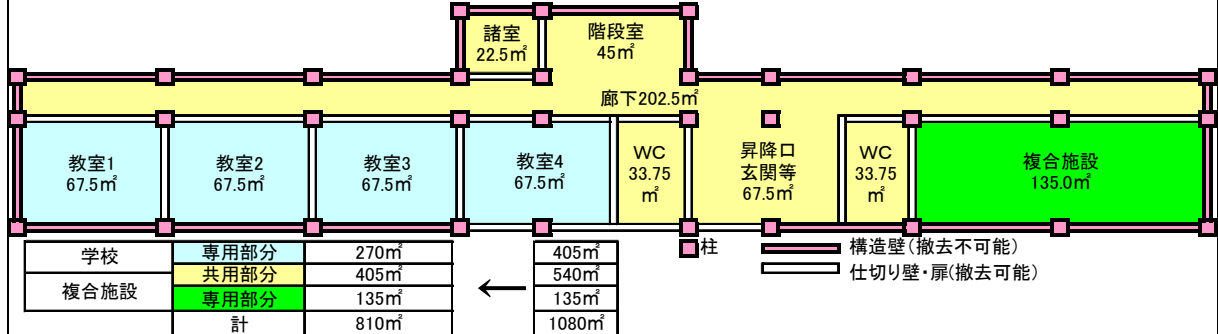 諸室
22.5㎡
階段室
45㎡
廊下202.5㎡
教室1
67.5㎡
教室2
67.5㎡
教室3
67.5㎡
教室4
67.5㎡
WC
33.75
㎡
昇降口
玄関等
67.5㎡
WC
33.75
㎡
複合施設
135.0㎡
学校 専用部分 270㎡ 405㎡
共用部分 405㎡ 540㎡
複合施設 専用部分 135㎡ ← 135㎡
計 810㎡ 1080㎡
柱
構造壁(撤去不可能)
仕切り壁・扉(撤去可能)